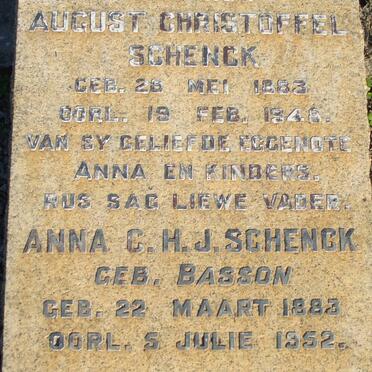 AUGUST CHRISTOFFEL
SCHENCK
GEB. 28 MEI 1883
OORL. 19 FEB. 1946.
VAN SY GELIEFDE EGGENOTE
ANNA EN KINDERS.
RUS SAG LIEWE VADER.
ANNA C.H.J. SCHENCK
GEB. BASSON
GEB. 22 MAART 1883
OORL. 5 JULIE 1952.